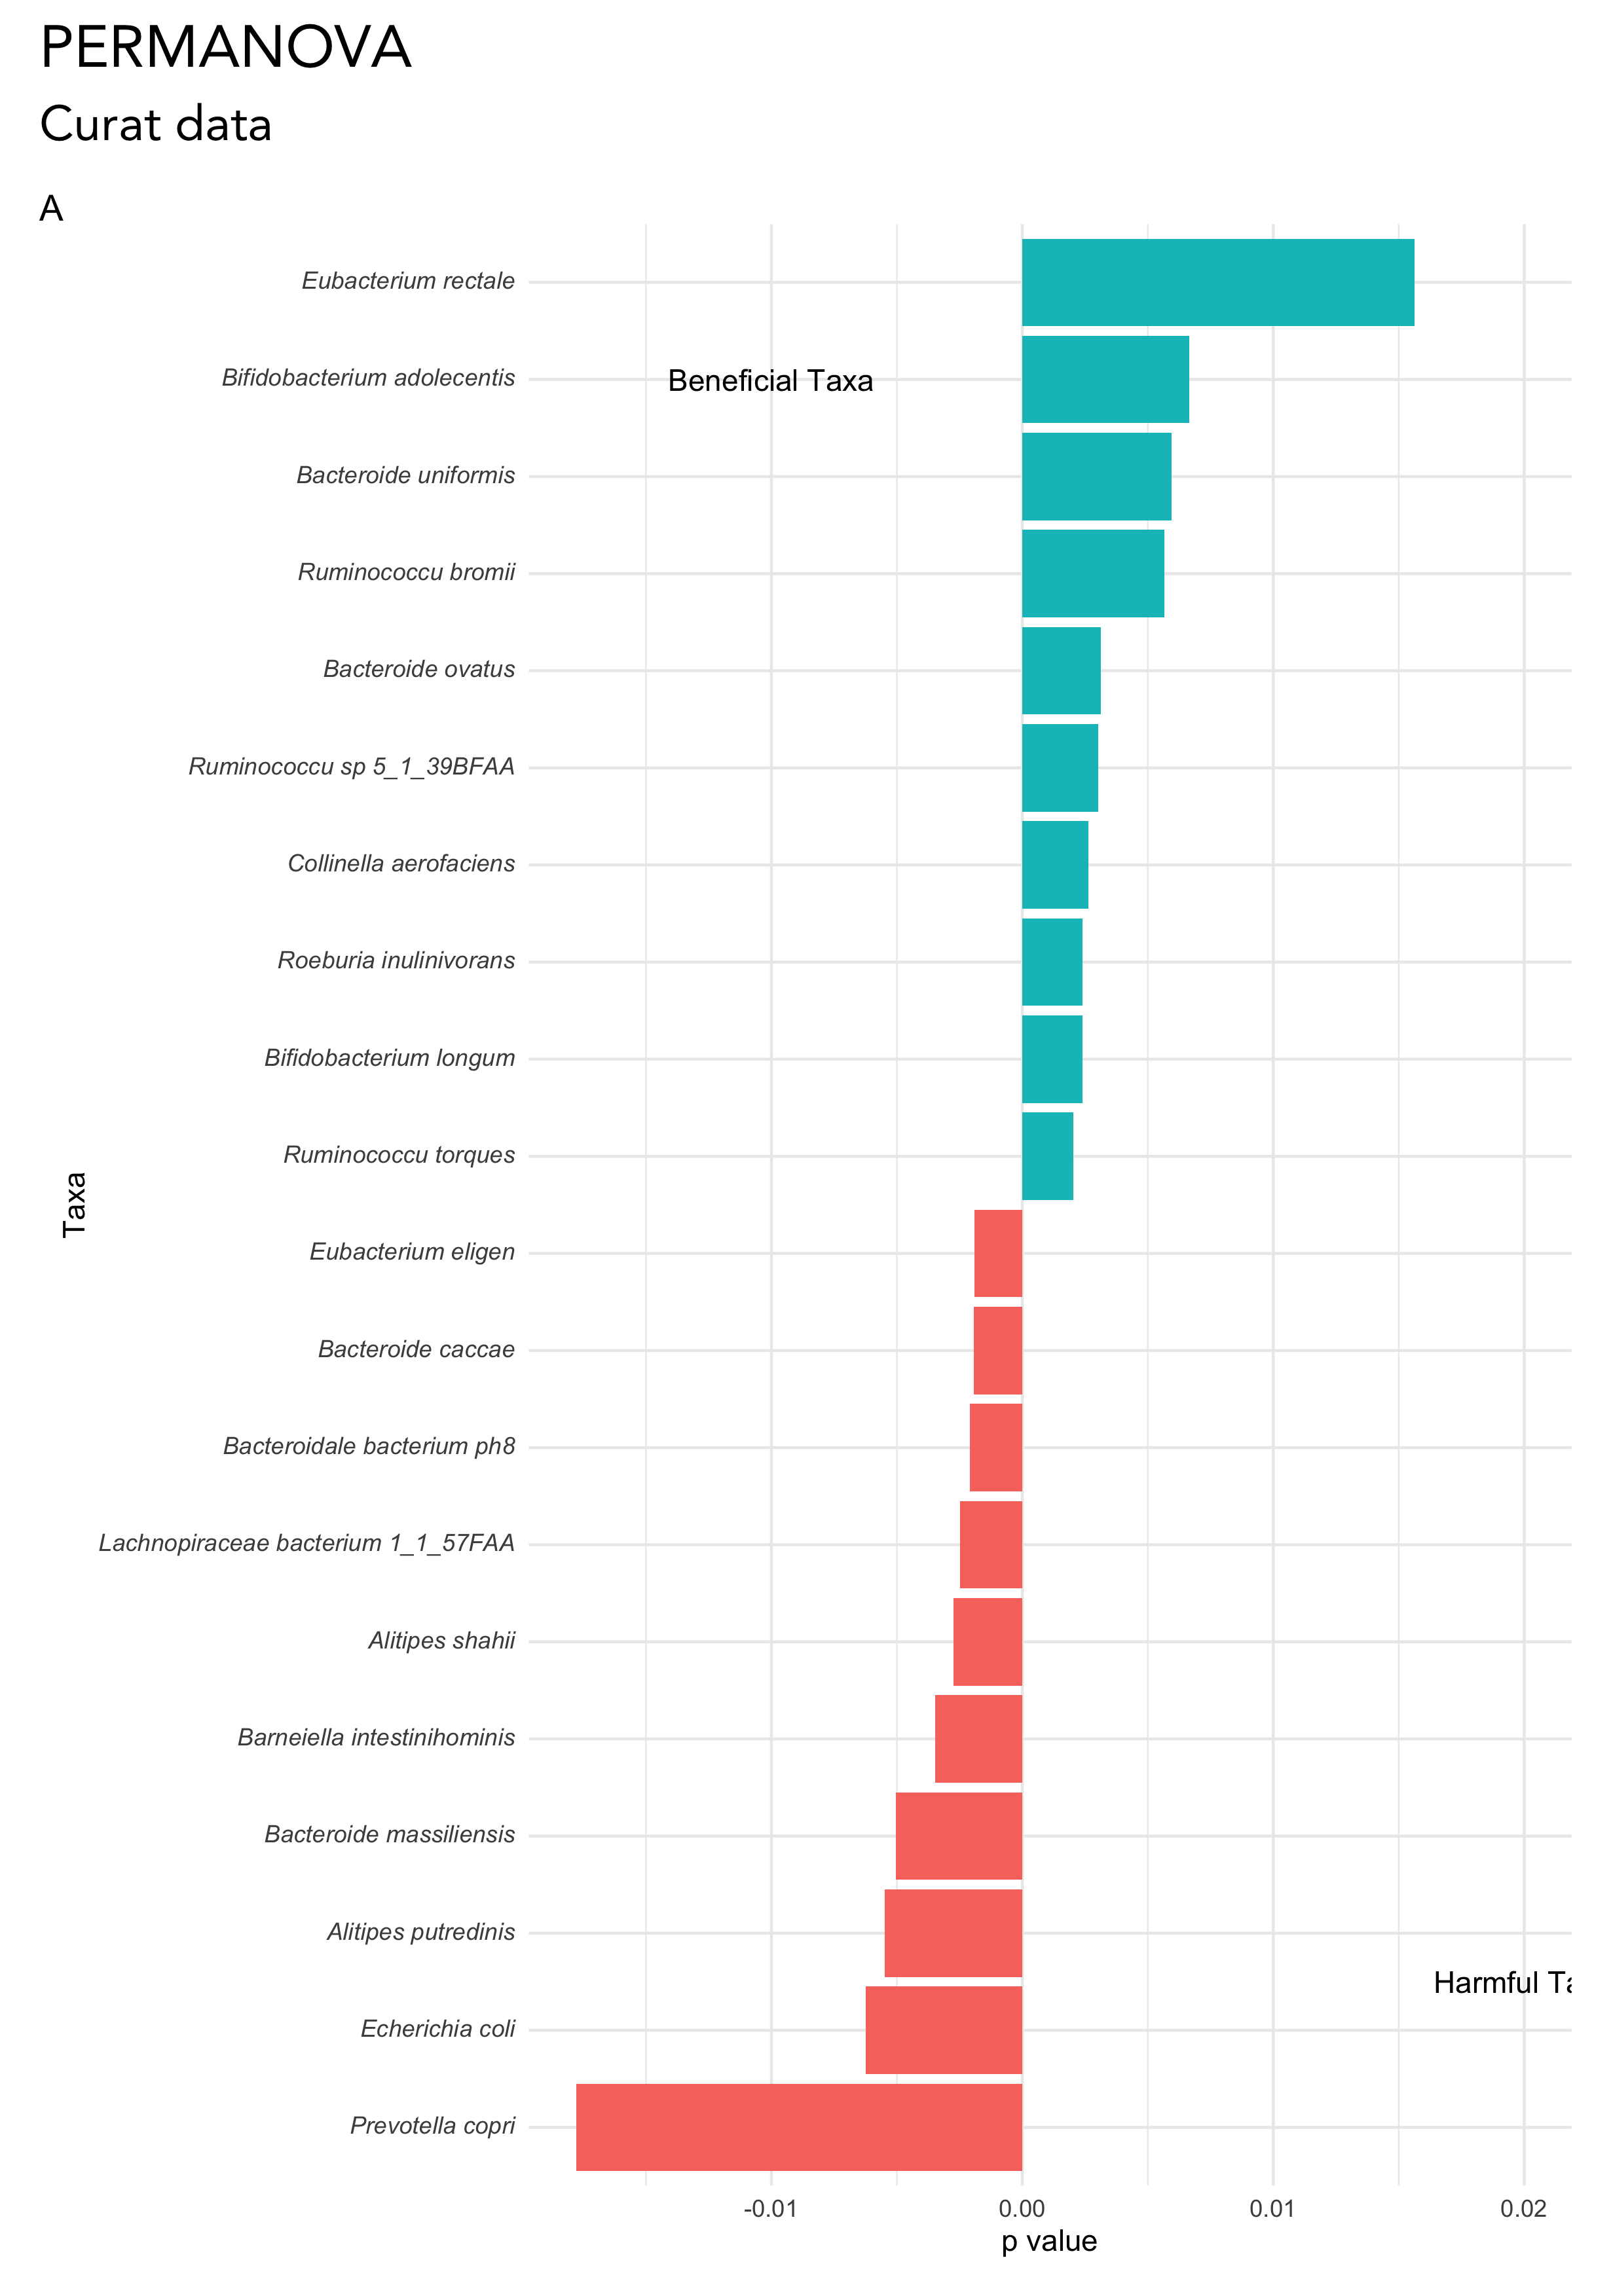 PERMANOVA
Curat data
A
Eubacterium rectale
Bifidobacterium adolecentis
Beneficial Taxa
Bacteroide uniformis
Ruminococcu bromii
Bacteroide ovatus
Ruminococcu sp 5_1_39BFAA
Collinella aerofaciens
Roeburia inulinivorans
Bifidobacterium longum
Ruminococcu torques
Taxa
Eubacterium eligen
Bacteroide caccae
Bacteroidale bacterium ph8
Lachnopiraceae bacterium 1_1_57FAA
Alitipes shahii
Barneiella intestinihominis
Bacteroide massiliensis
Alitipes putredinis
Harmful
Echerichia coli
Prevotella copri
-0.01 0.00 0.01 0.02
p value